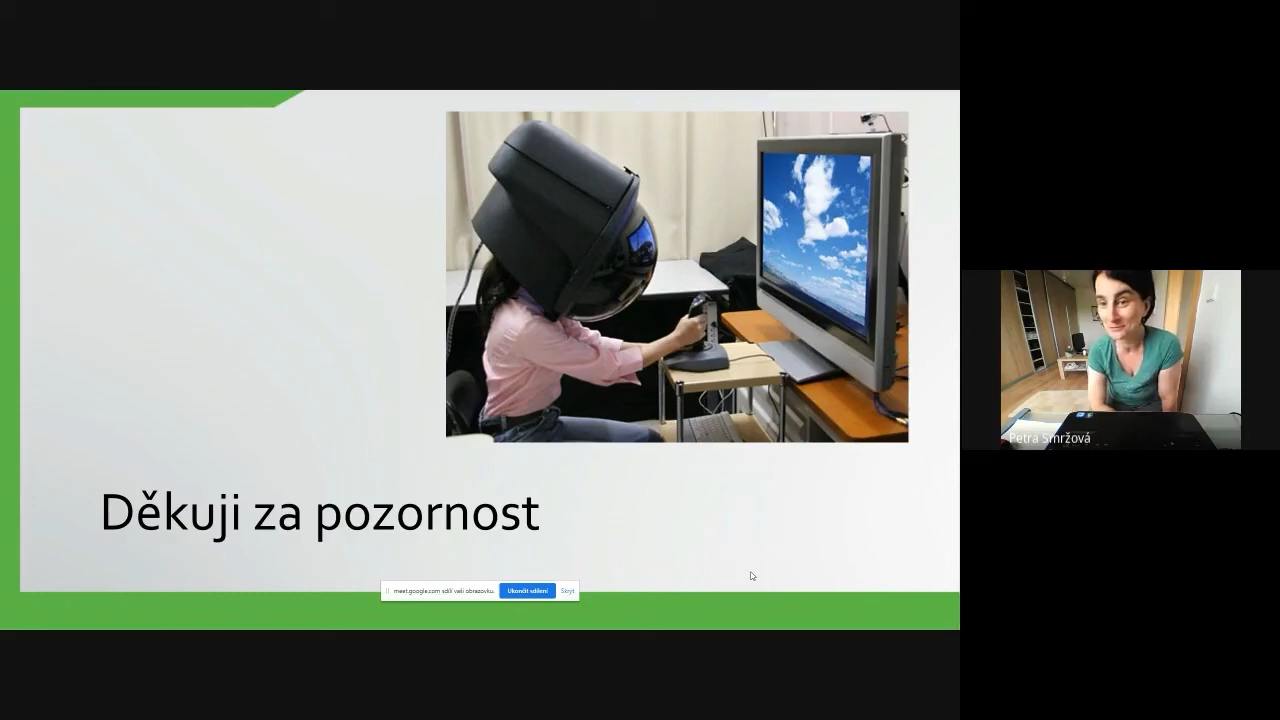 Děkuji za pozornost
meet.google.com sdílí vaši obrazovku.
Ukončit sdílení
Skrýt
Petra Smržová